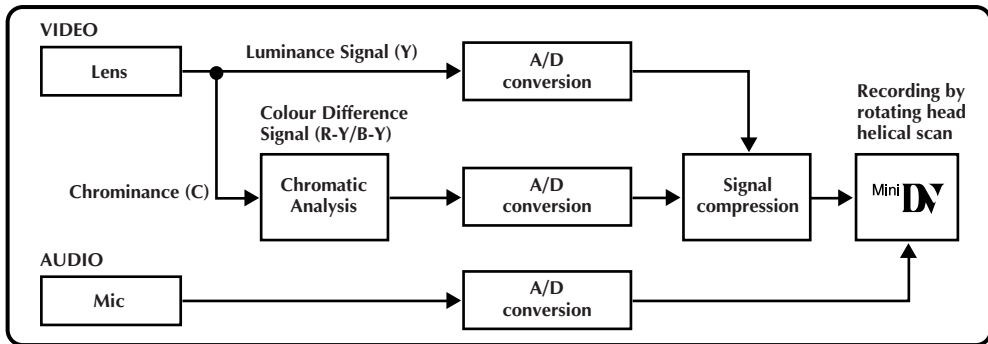 VIDEO
Lens
Luminance Signal (Y)
A/D
conversion
Colour Difference
Signal (R-Y/B-Y)
Chrominance (C)
Chromatic
Analysis
A/D
conversion
Signal
compression
Recording by
rotating head
helical scan
Mini DV
AUDIO
Mic
A/D
conversion